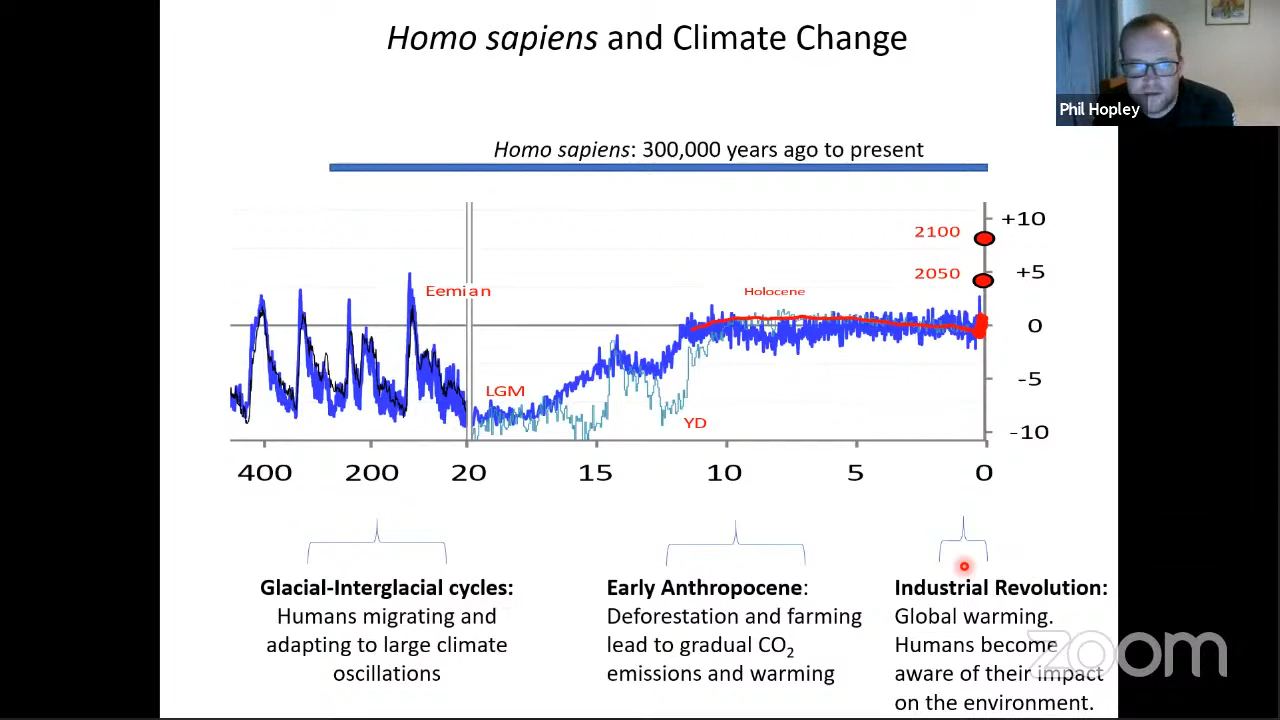 Homo sapiens and Climate Change
Phil Hopley
Homo sapiens: 300,000 years ago to present
+10
2100
+5
2050
Eemian
Holocene
0
-5
LGM
YD
-10
400 200 20 15 10 5 0
Glacial-Interglacial cycles:
Humans migrating and
adapting to large climate
oscillations
Early Anthropocene:
Deforestation and farming
lead to gradual CO₂
emissions and warming
Industrial Revolution:
Global warming.
Humans become
aware of their impact
on the environment.
zoom